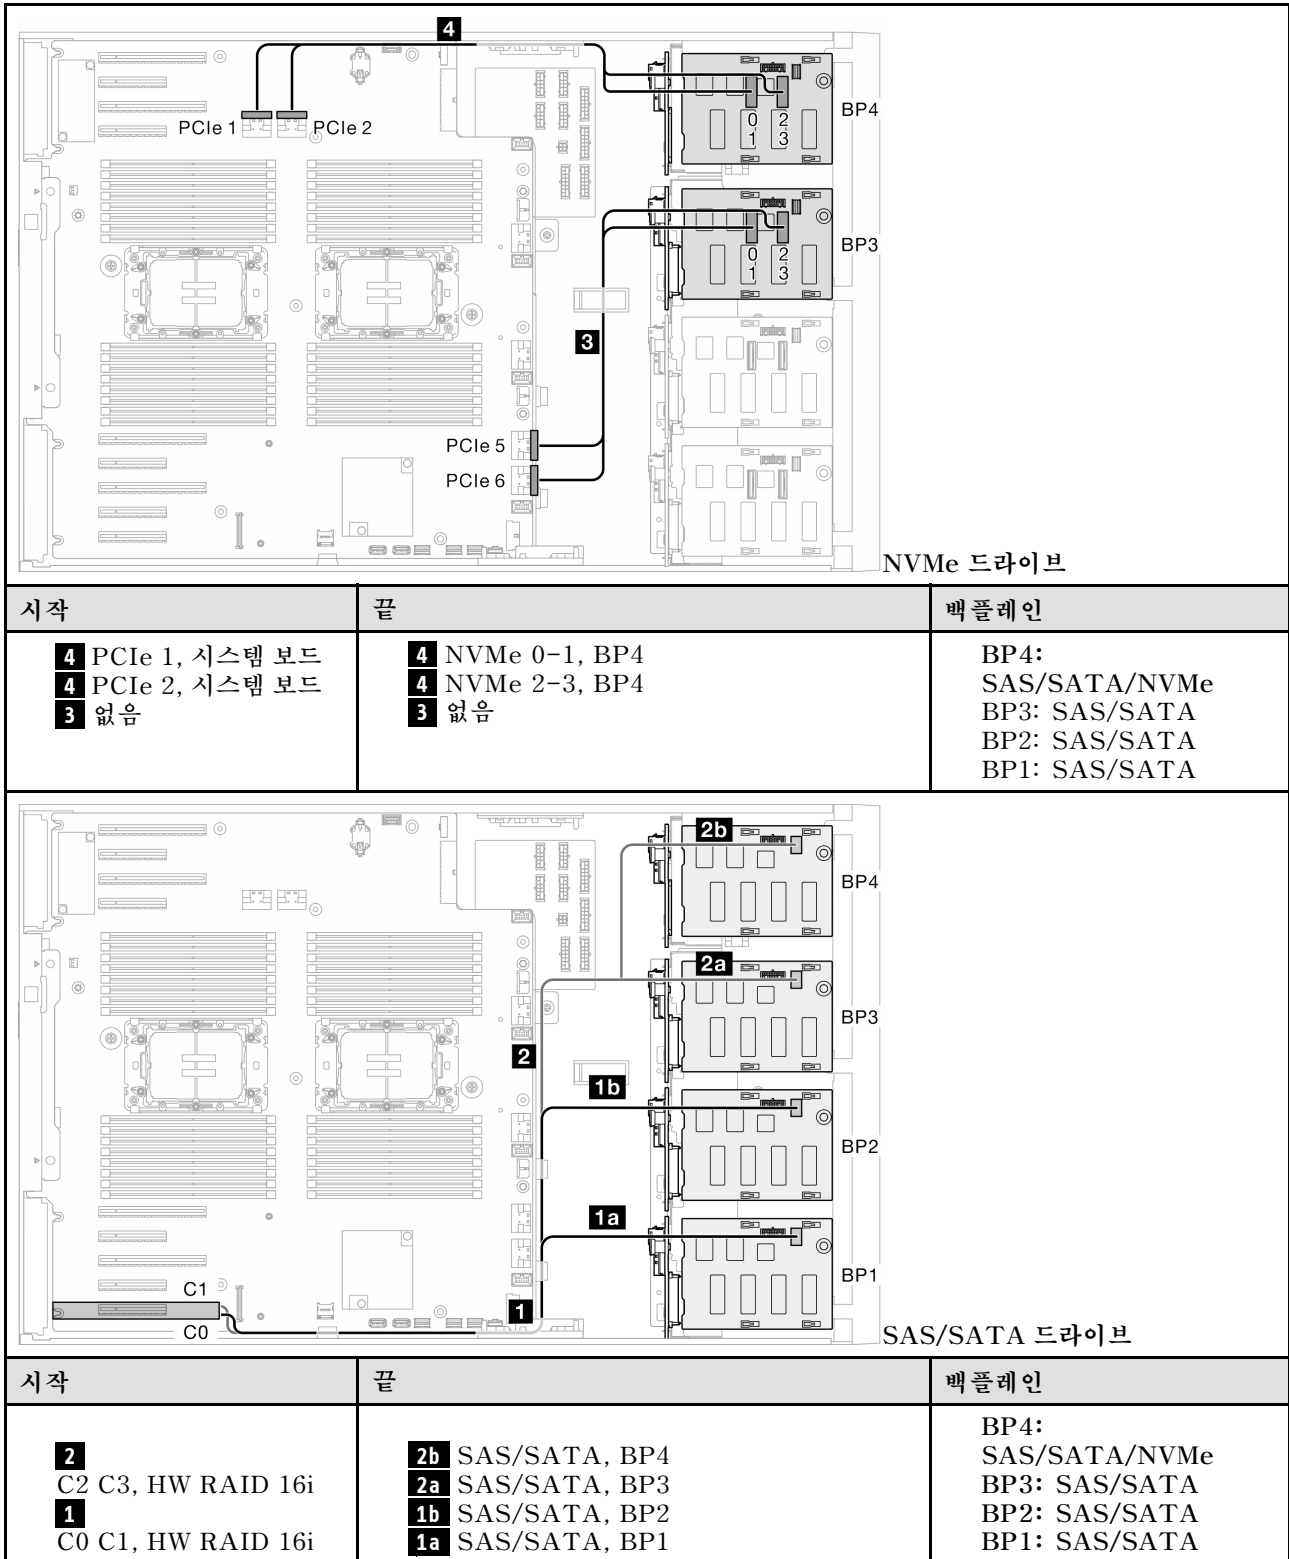 4
PCIe 1
PCIe 2
0 2
1 3
BP4
0 2
1 3
BP3
3
PCIe 5
PCIe 6
NVMe 드라이브
시작
끝
백플레인
4 PCIe 1, 시스템 보드
4 PCIe 2, 시스템 보드
3 없음
4 NVMe 0-1, BP4
4 NVMe 2-3, BP4
3 없음
BP4:
SAS/SATA/NVMe
BP3: SAS/SATA
BP2: SAS/SATA
BP1: SAS/SATA
2b
BP4
2a
BP3
2
1b
BP2
1a
BP1
C1
1
C0
SAS/SATA 드라이브
시작
끝
백플레인
2
C2 C3, HW RAID 16i
1
C0 C1, HW RAID 16i
2b SAS/SATA, BP4
2a SAS/SATA, BP3
1b SAS/SATA, BP2
1a SAS/SATA, BP1
BP4:
SAS/SATA/NVMe
BP3: SAS/SATA
BP2: SAS/SATA
BP1: SAS/SATA